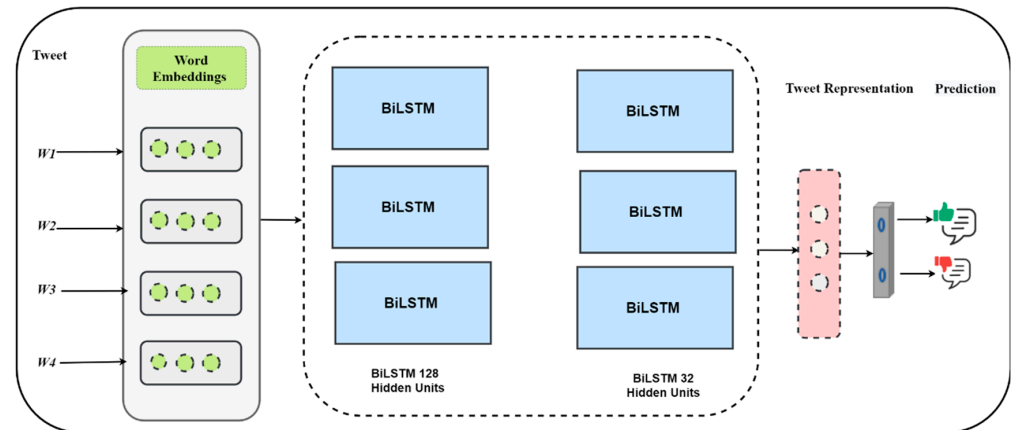 Tweet
Word
Embeddings
W1
W2
W3
W4
BiLSTM
BiLSTM
BiLSTM
BiLSTM 128
Hidden Units
BiLSTM
BiLSTM
BiLSTM
BiLSTM 32
Hidden Units
Tweet Representation
Prediction